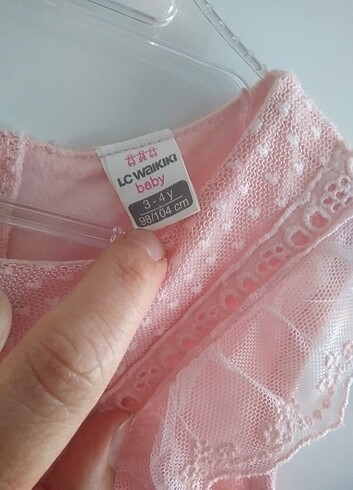 LC WAIKIKI
baby
3 - 4 y
98/104 cm